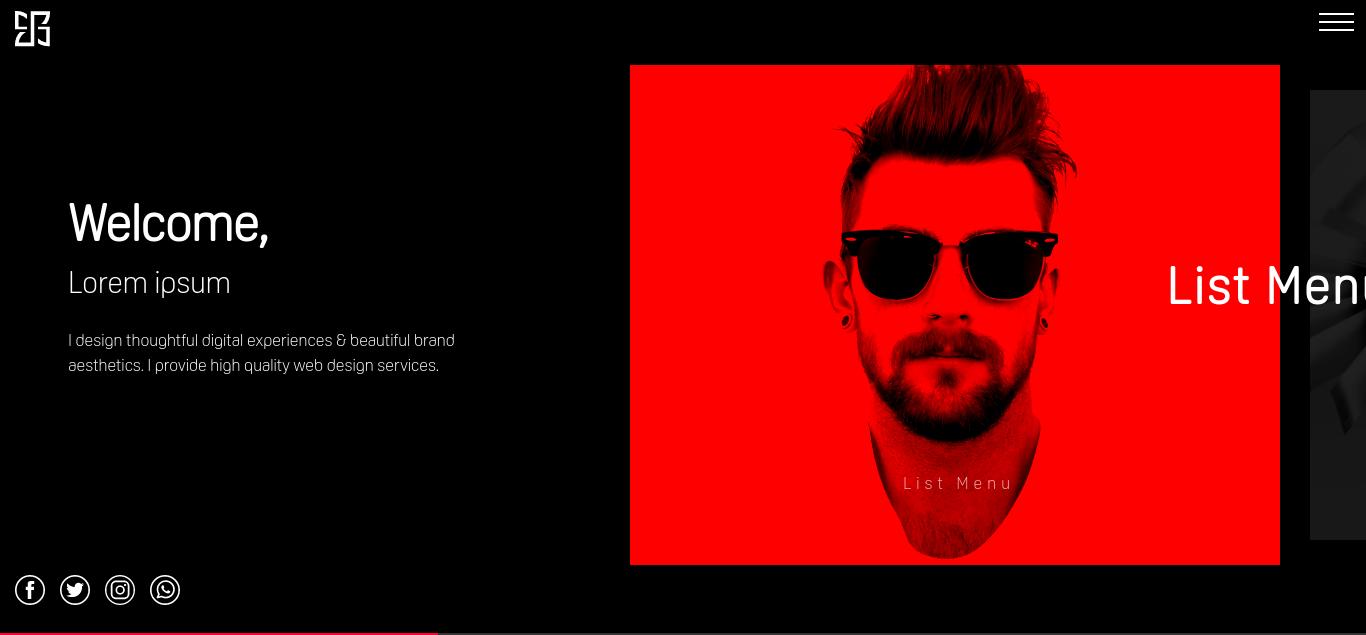 Welcome,
Lorem ipsum
I design thoughtful digital experiences & beautiful brand
aesthetics. I provide high quality web design services.
List Menu
List Menu